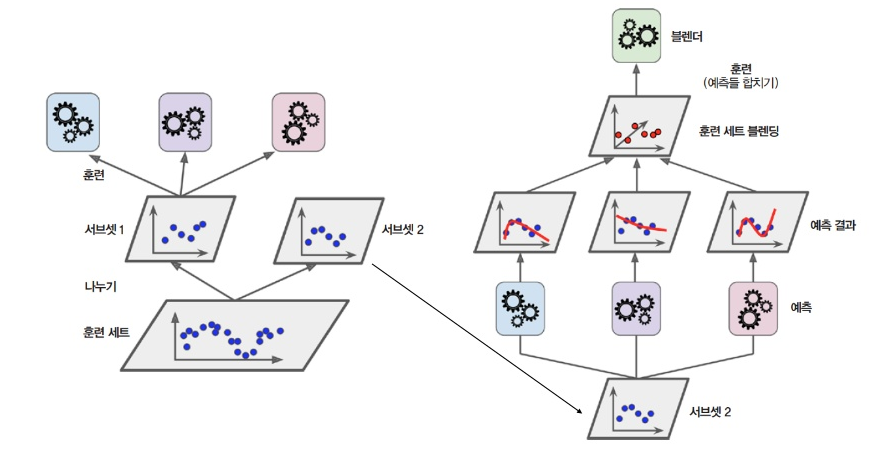 훈련
서브셋 1
서브셋 2
나누기
훈련 세트
블렌더
훈련
(예측들 합치기)
훈련 세트 블렌딩
예측 결과
예측
서브셋 2